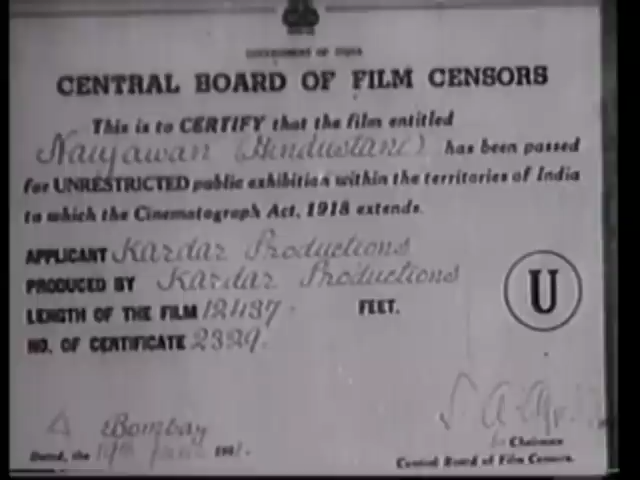 GOVERNMENT OF INDIA
CENTRAL BOARD OF FILM CENSORS
This is to CERTIFY that the film entitled
Naujawan (Hindustani) has been passed
for UNRESTRICTED public exhibition within the territories of India
to which the Cinematograph Act, 1918 extends.
APPLICANT Kardar Productions
PRODUCED BY Kardar Productions
LENGTH OF THE FILM 12437 FEET.
NO. OF CERTIFICATE 2329.
U
Bombay
Dated, the
Chairman
Central Board of Film Censors.